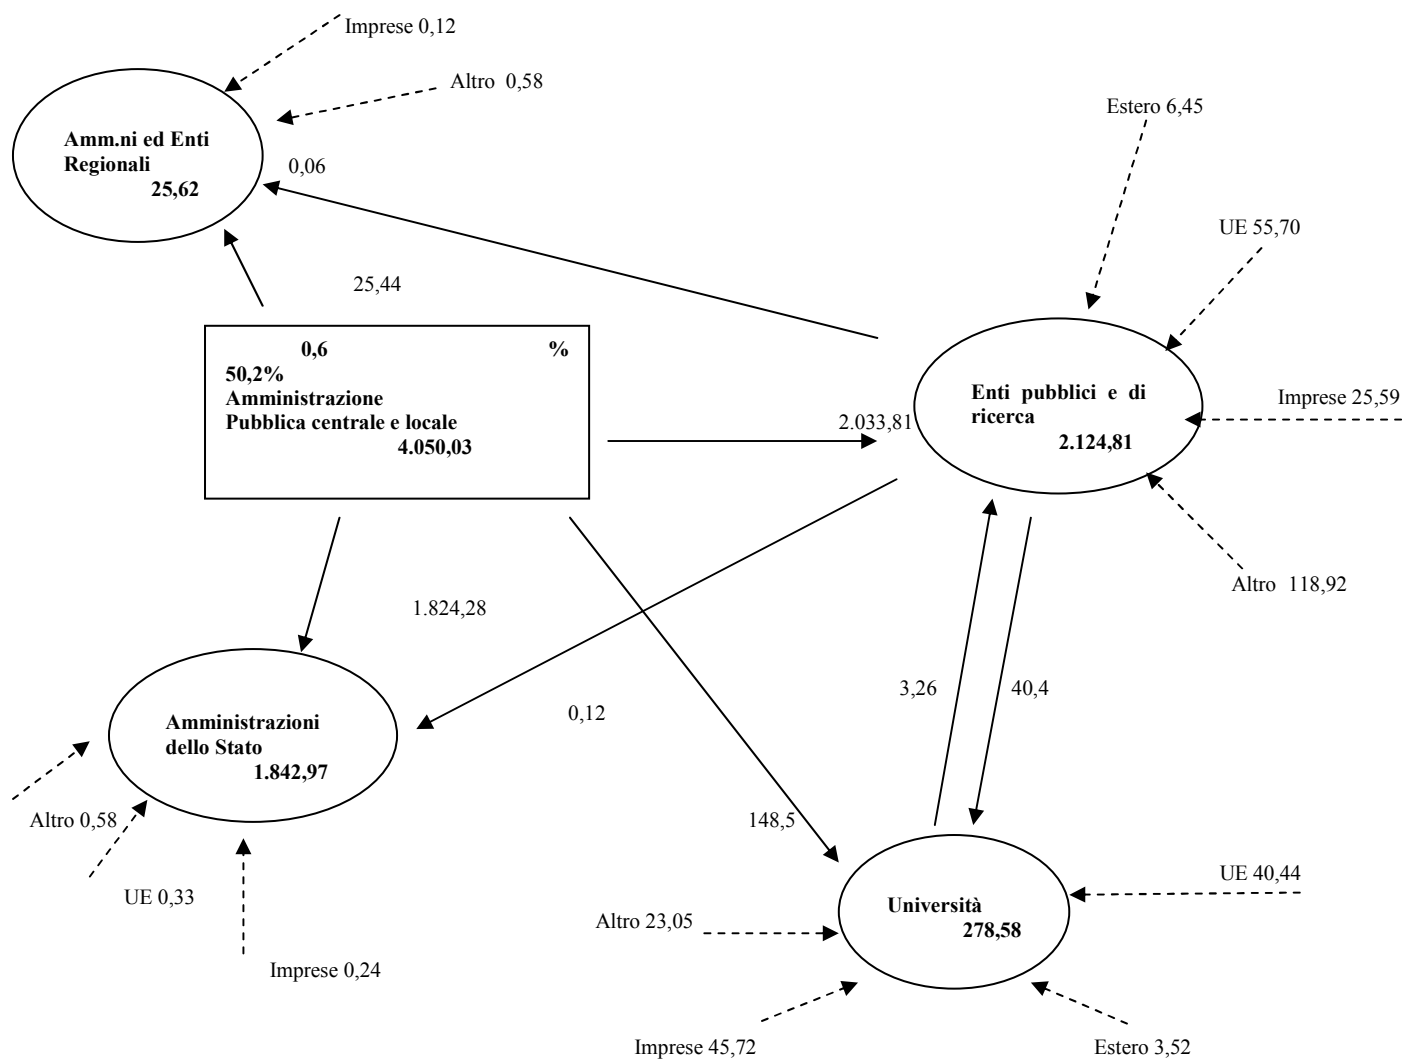 Imprese 0,12
Altro 0,58
Estero 6,45
Amm.ni ed Enti
Regionali
25,62
0,06
UE 55,70
25,44
0,6 %
50,2%
Amministrazione
Pubblica centrale e locale
4.050,03
2.033,81
Enti pubblici e di
ricerca
2.124,81
Imprese 25,59
Altro 118,92
1.824,28
3,26
40,4
0,12
Amministrazioni
dello Stato
1.842,97
Altro 0,58
UE 0,33
Imprese 0,24
148,5
UE 40,44
Università
278,58
Altro 23,05
Imprese 45,72
Estero 3,52